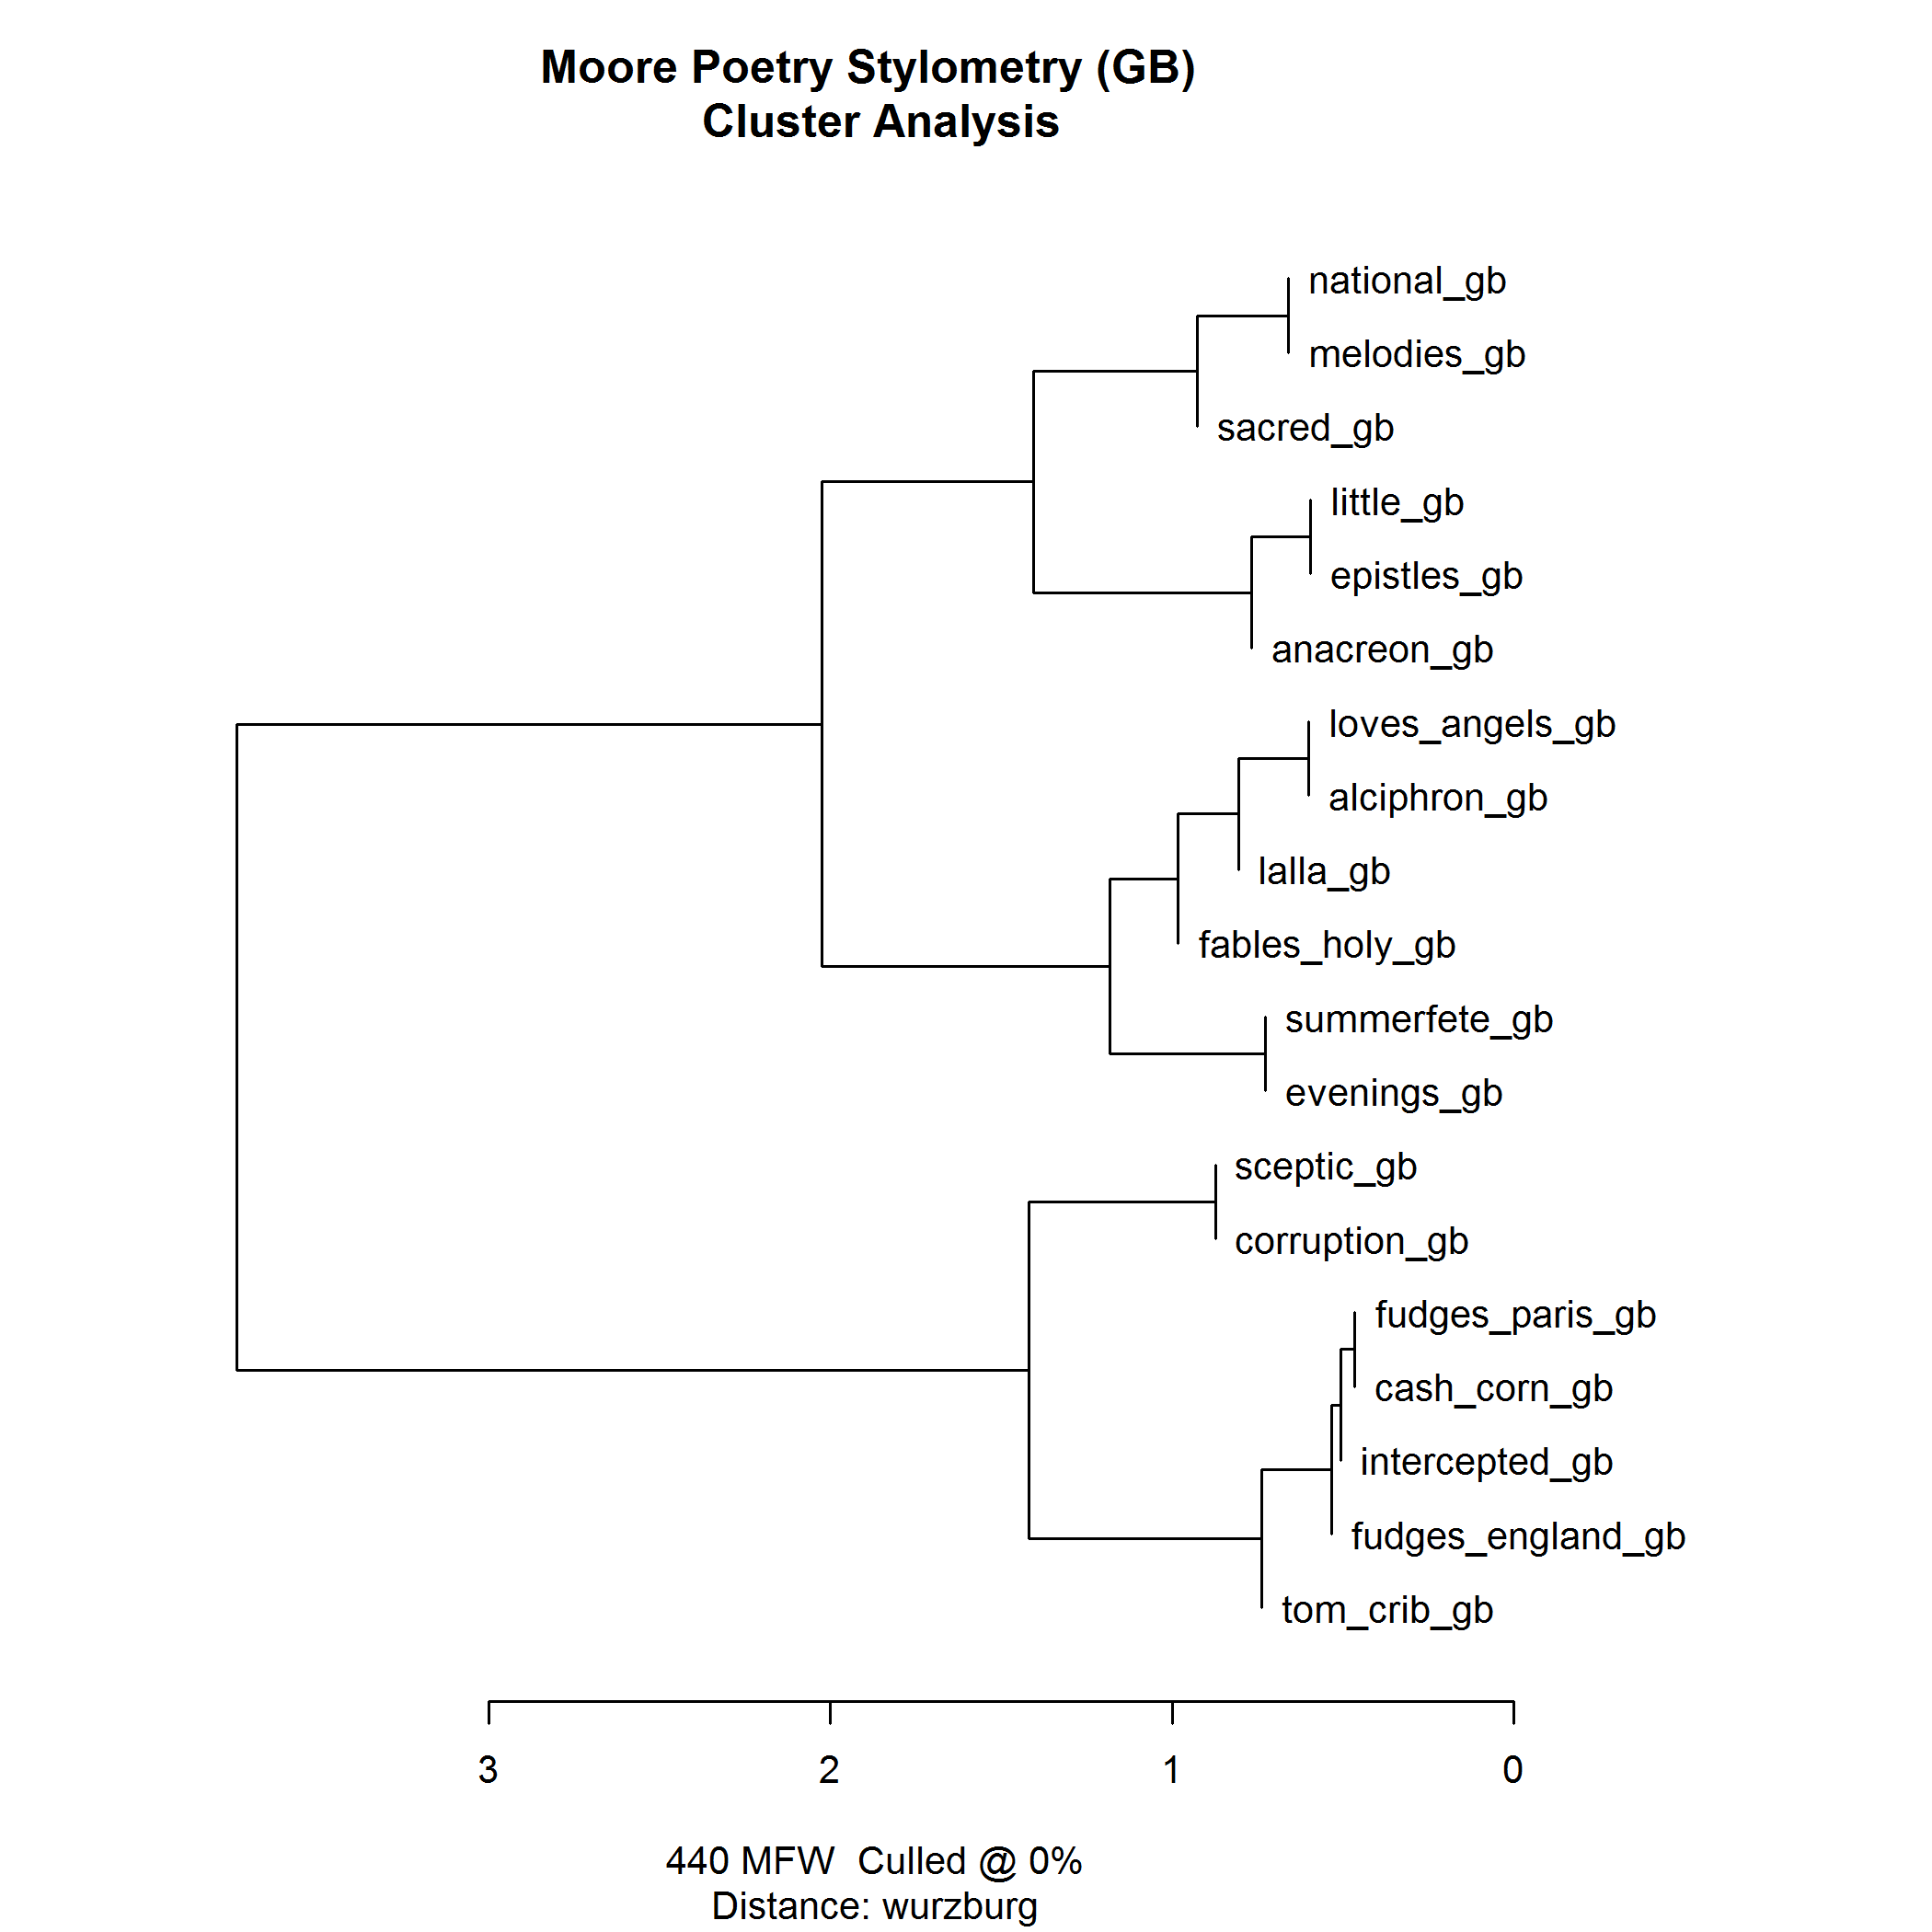 Moore Poetry Stylometry (GB)
Cluster Analysis
national_gb
melodies_gb
sacred_gb
little_gb
epistles_gb
anacreon_gb
loves_angels_gb
alciphron_gb
lalla_gb
fables_holy_gb
summerfete_gb
evenings_gb
sceptic_gb
corruption_gb
fudges_paris_gb
cash_corn_gb
intercepted_gb
fudges_england_gb
tom_crib_gb
3 2 1 0
440 MFW  Culled @ 0%
Distance: wurzburg